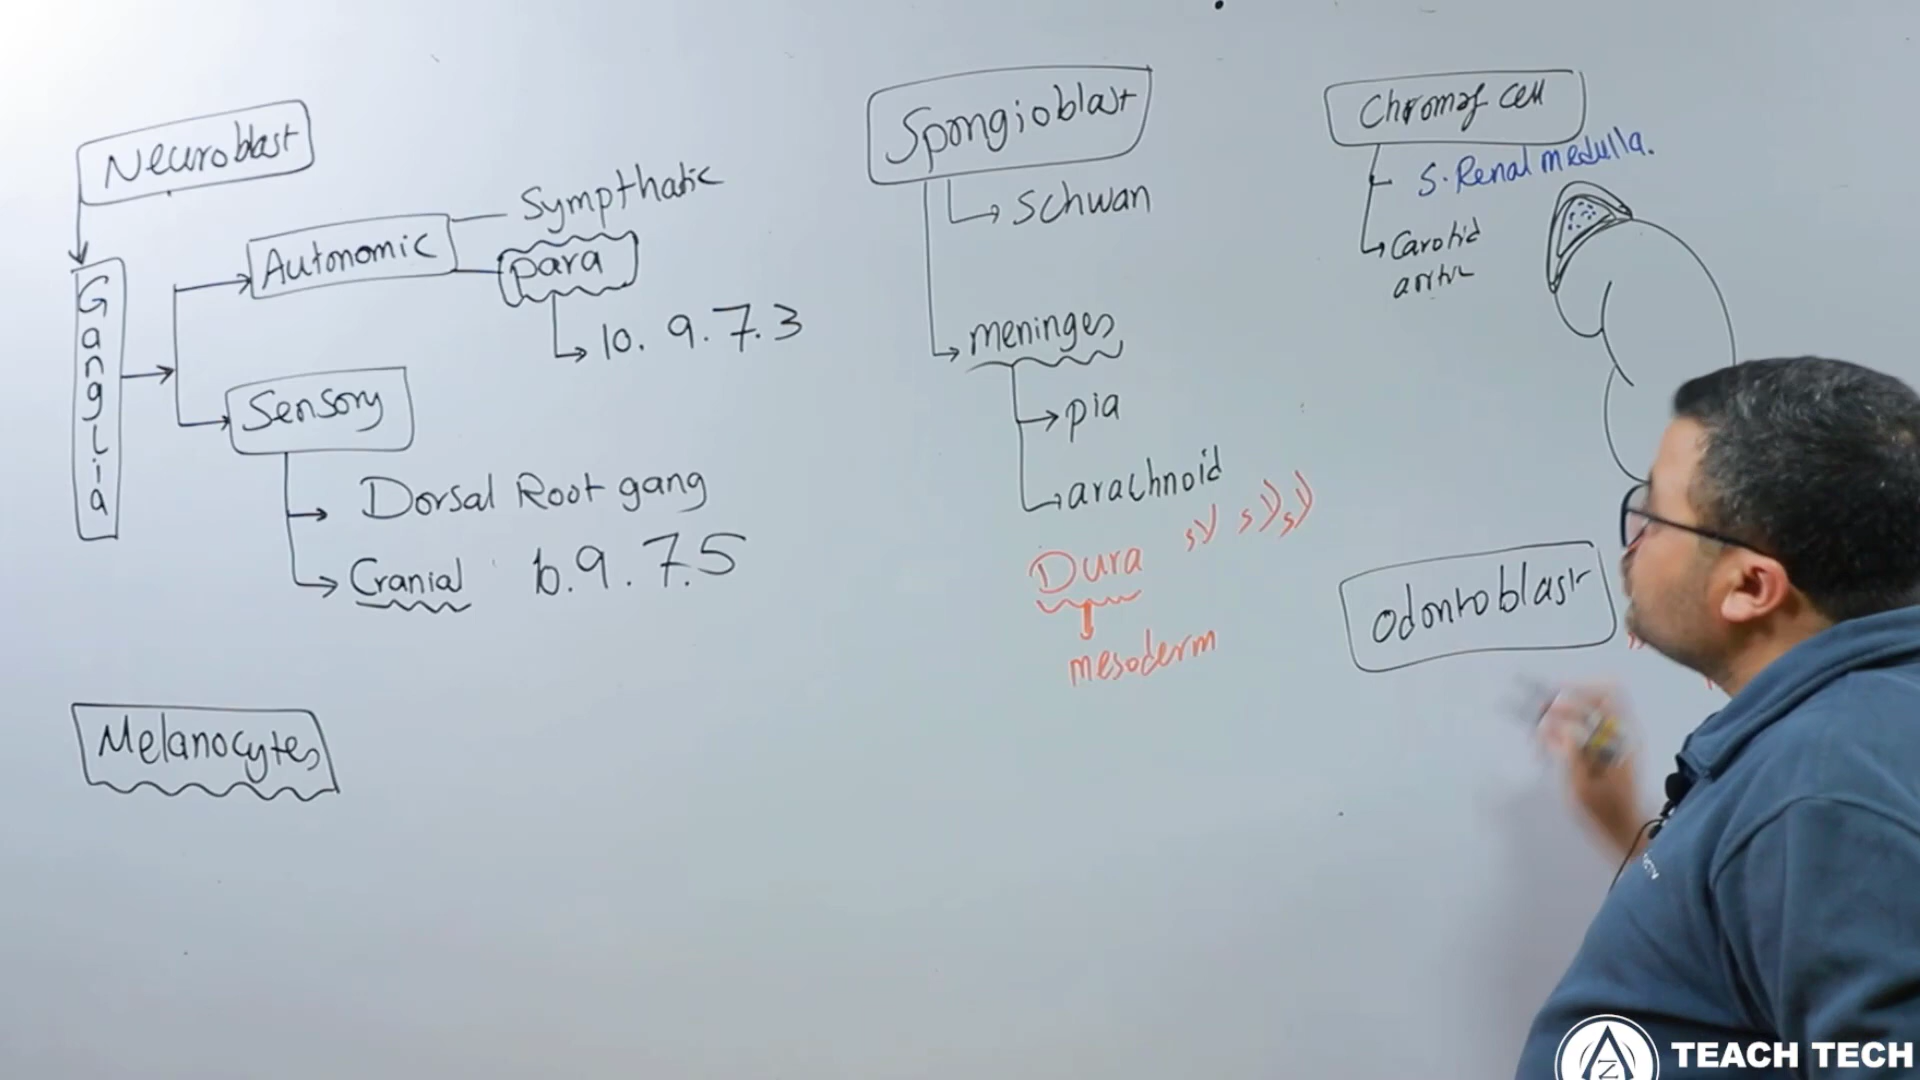 Neuroblast
Ganglia
Autonomic
Sympthatic
para
10. 9. 7. 3
Sensory
Dorsal Root gang
Cranial 10. 9. 7. 5
Melanocytes
Spongioblast
Schwan
meninges
pia
arachnoid
Dura
mesoderm
Chromaf cell
S. Renal medulla.
Carotid
Odontoblast
TEACH TECH